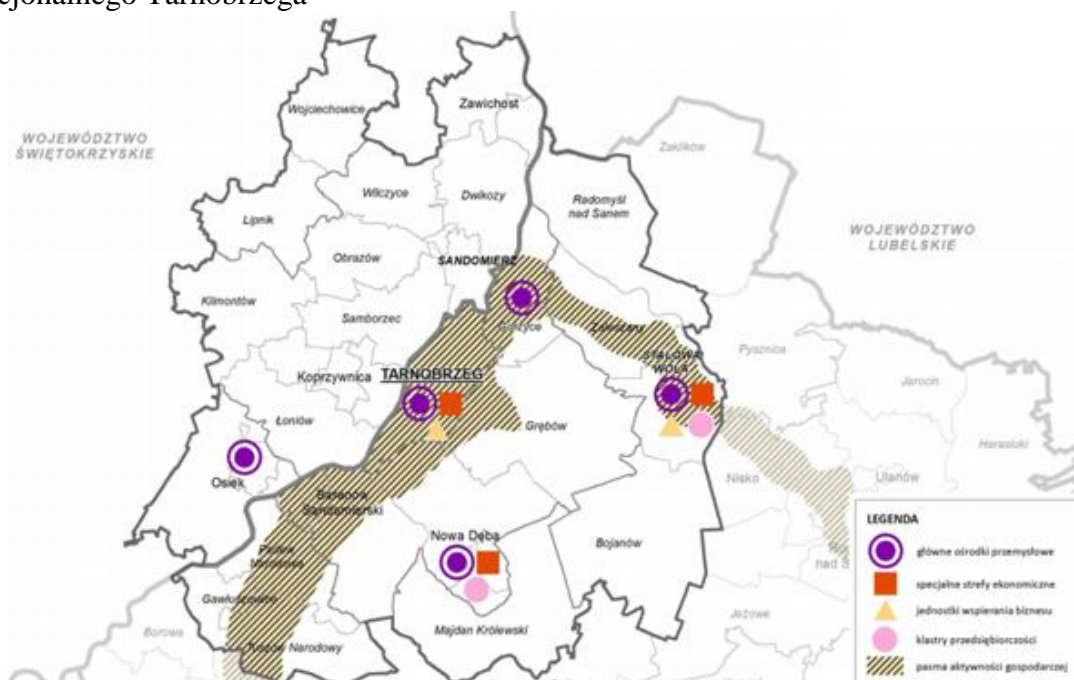 cjonalnego Tarnobrzega
WOJEWÓDZTWO
ŚWIĘTOKRZYSKIE
Wojciechowice
Zawichost
Zaklików
Wilczyce
Dwikozy
Radomyśl
nad Sanem
Lipnik
WOJEWÓDZTWO
LUBELSKIE
Obrazów
SANDOMIERZ
Klimontów
Samborzec
Gorzyce
Zaleszany
Pysznica
STALOWA
WOLA
Koprzywnica
TARNOBRZEG
Jarocin
Łoniów
Grębów
Harasiuki
Osiek
Nisko
Ulanów
Baranów
Sandomierski
Nowa Dęba
Bojanów
Padew
Narodowa
nad
Gawłuszowice
Jeżowe
Borowa
Majdan Królewski
Tuszów Narodowy
LEGENDA
główne ośrodki przemysłowe
specjalne strefy ekonomiczne
jednostki wspierania biznesu
klastry przedsiębiorczości
pasma aktywności gospodarczej